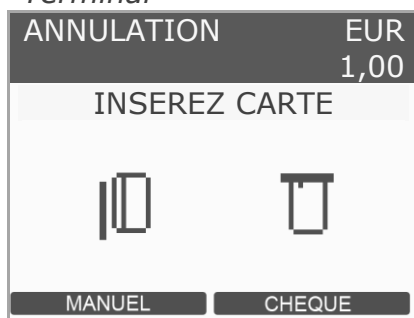 Terminal
ANNULATION EUR
1,00
INSEREZ CARTE
MANUEL CHEQUE